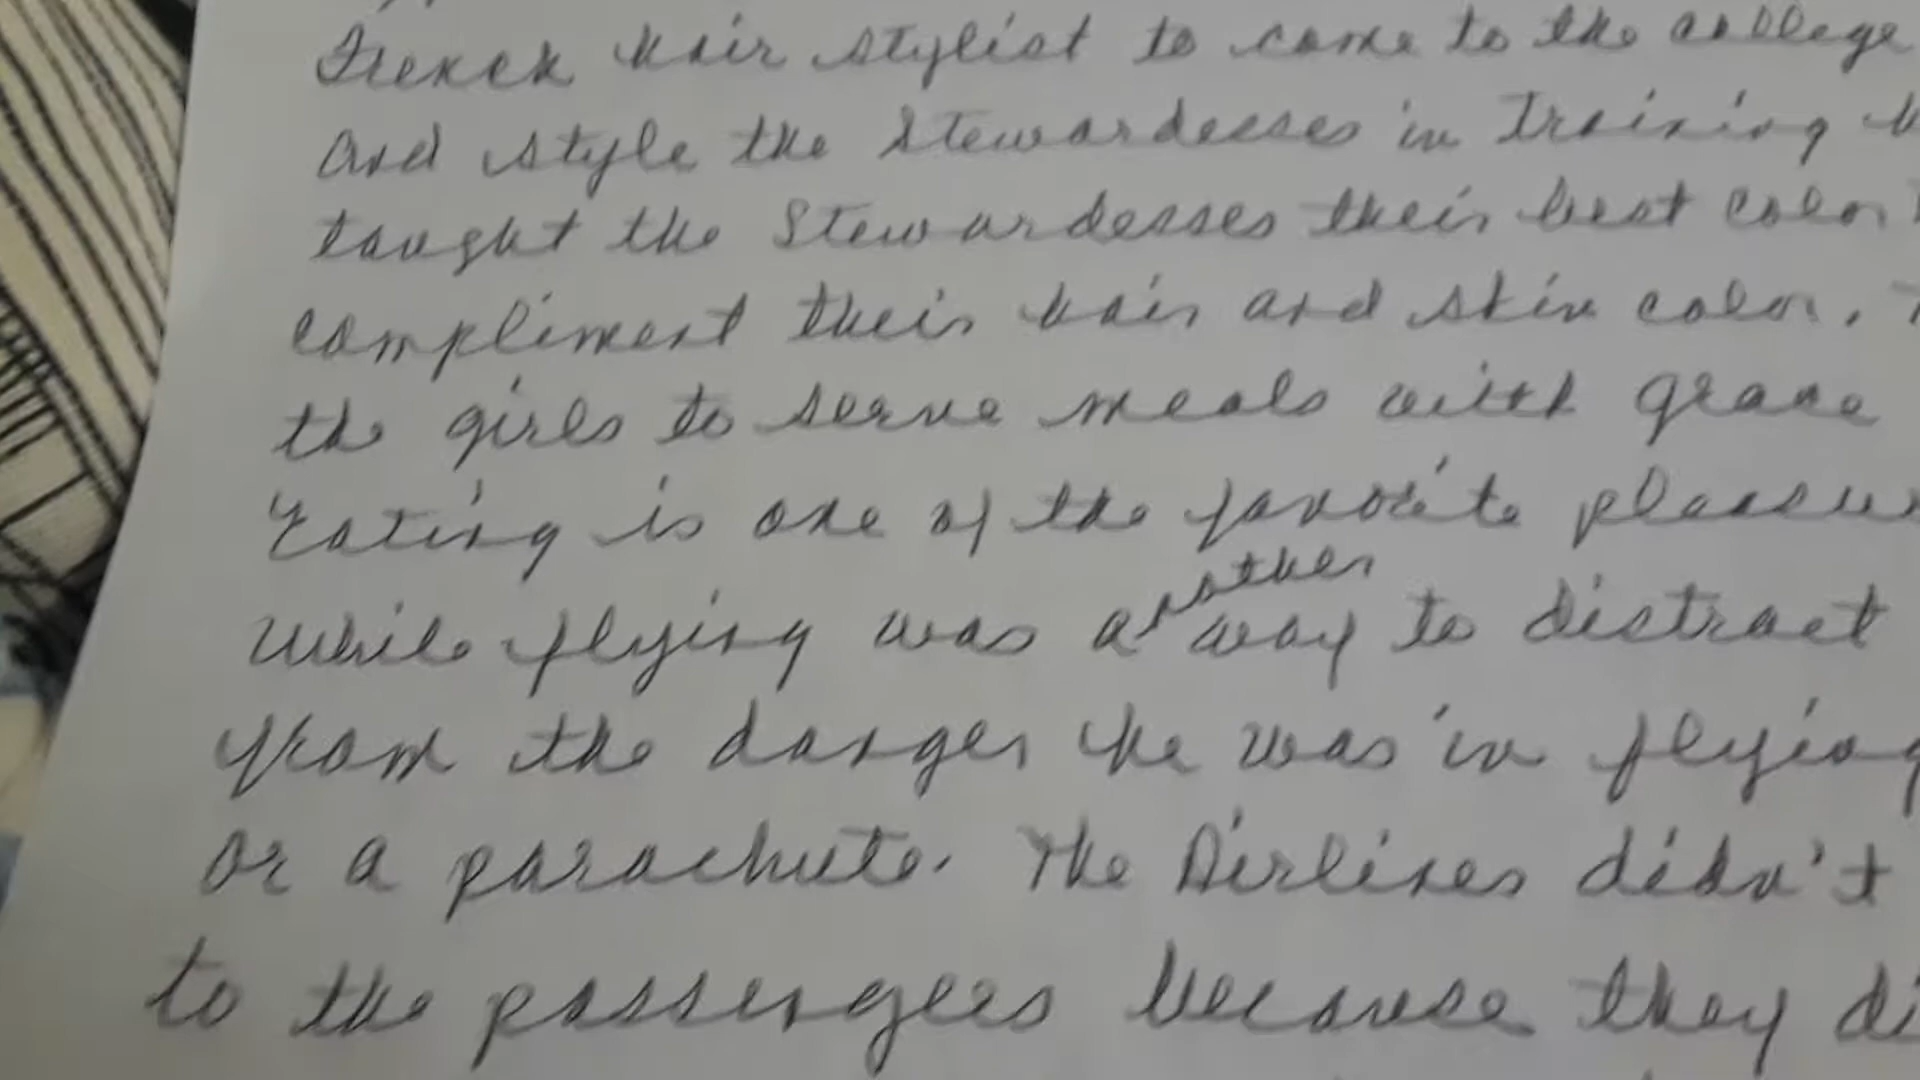 French hair stylist to come to the college
and style the Stewardesses in Training
taught the Stewardesses their best color
compliment their hair and skin color.
the girls to serve meals with grace
Eating is one of the favorite
while flying was another way to distract
from the danger he was in flying
or a parachute. The Airlines didn't
to the passengers because they